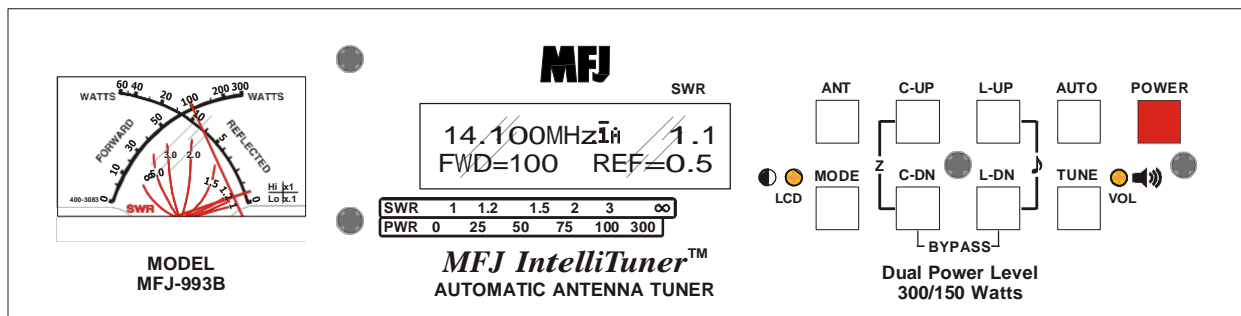 60 40 20 100 200 300
WATTS WATTS
50 10
FORWARD REFLECTED
30 5
10
3.0 2.0
∞ 5.0 1.5 1.2 1
0 0
400-3083 SWR
Hi x1
Lo x.1
MODEL
MFJ-993B
MFJ
SWR
14.100MHz iA 1.1
FWD=100 REF=0.5
SWR 1 1.2 1.5 2 3 ∞
PWR 0 25 50 75 100 300
MFJ IntelliTuner™
AUTOMATIC ANTENNA TUNER
ANT C-UP L-UP AUTO POWER
Z ♪
MODE C-DN L-DN TUNE
LCD VOL
BYPASS
Dual Power Level
300/150 Watts